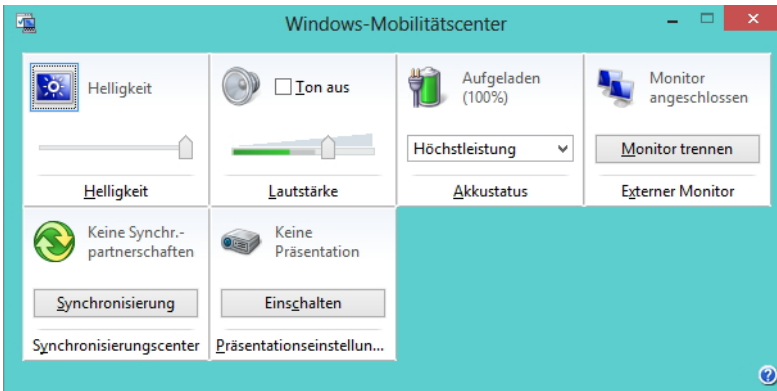 Windows-Mobilitätscenter
Helligkeit
Helligkeit
Ton aus
Lautstärke
Aufgeladen
(100%)
Höchstleistung
Akkustatus
Monitor
angeschlossen
Monitor trennen
Externer Monitor
Keine Synchr.-
partnerschaften
Synchronisierung
Synchronisierungscenter
Keine
Präsentation
Einschalten
Präsentationseinstellun...